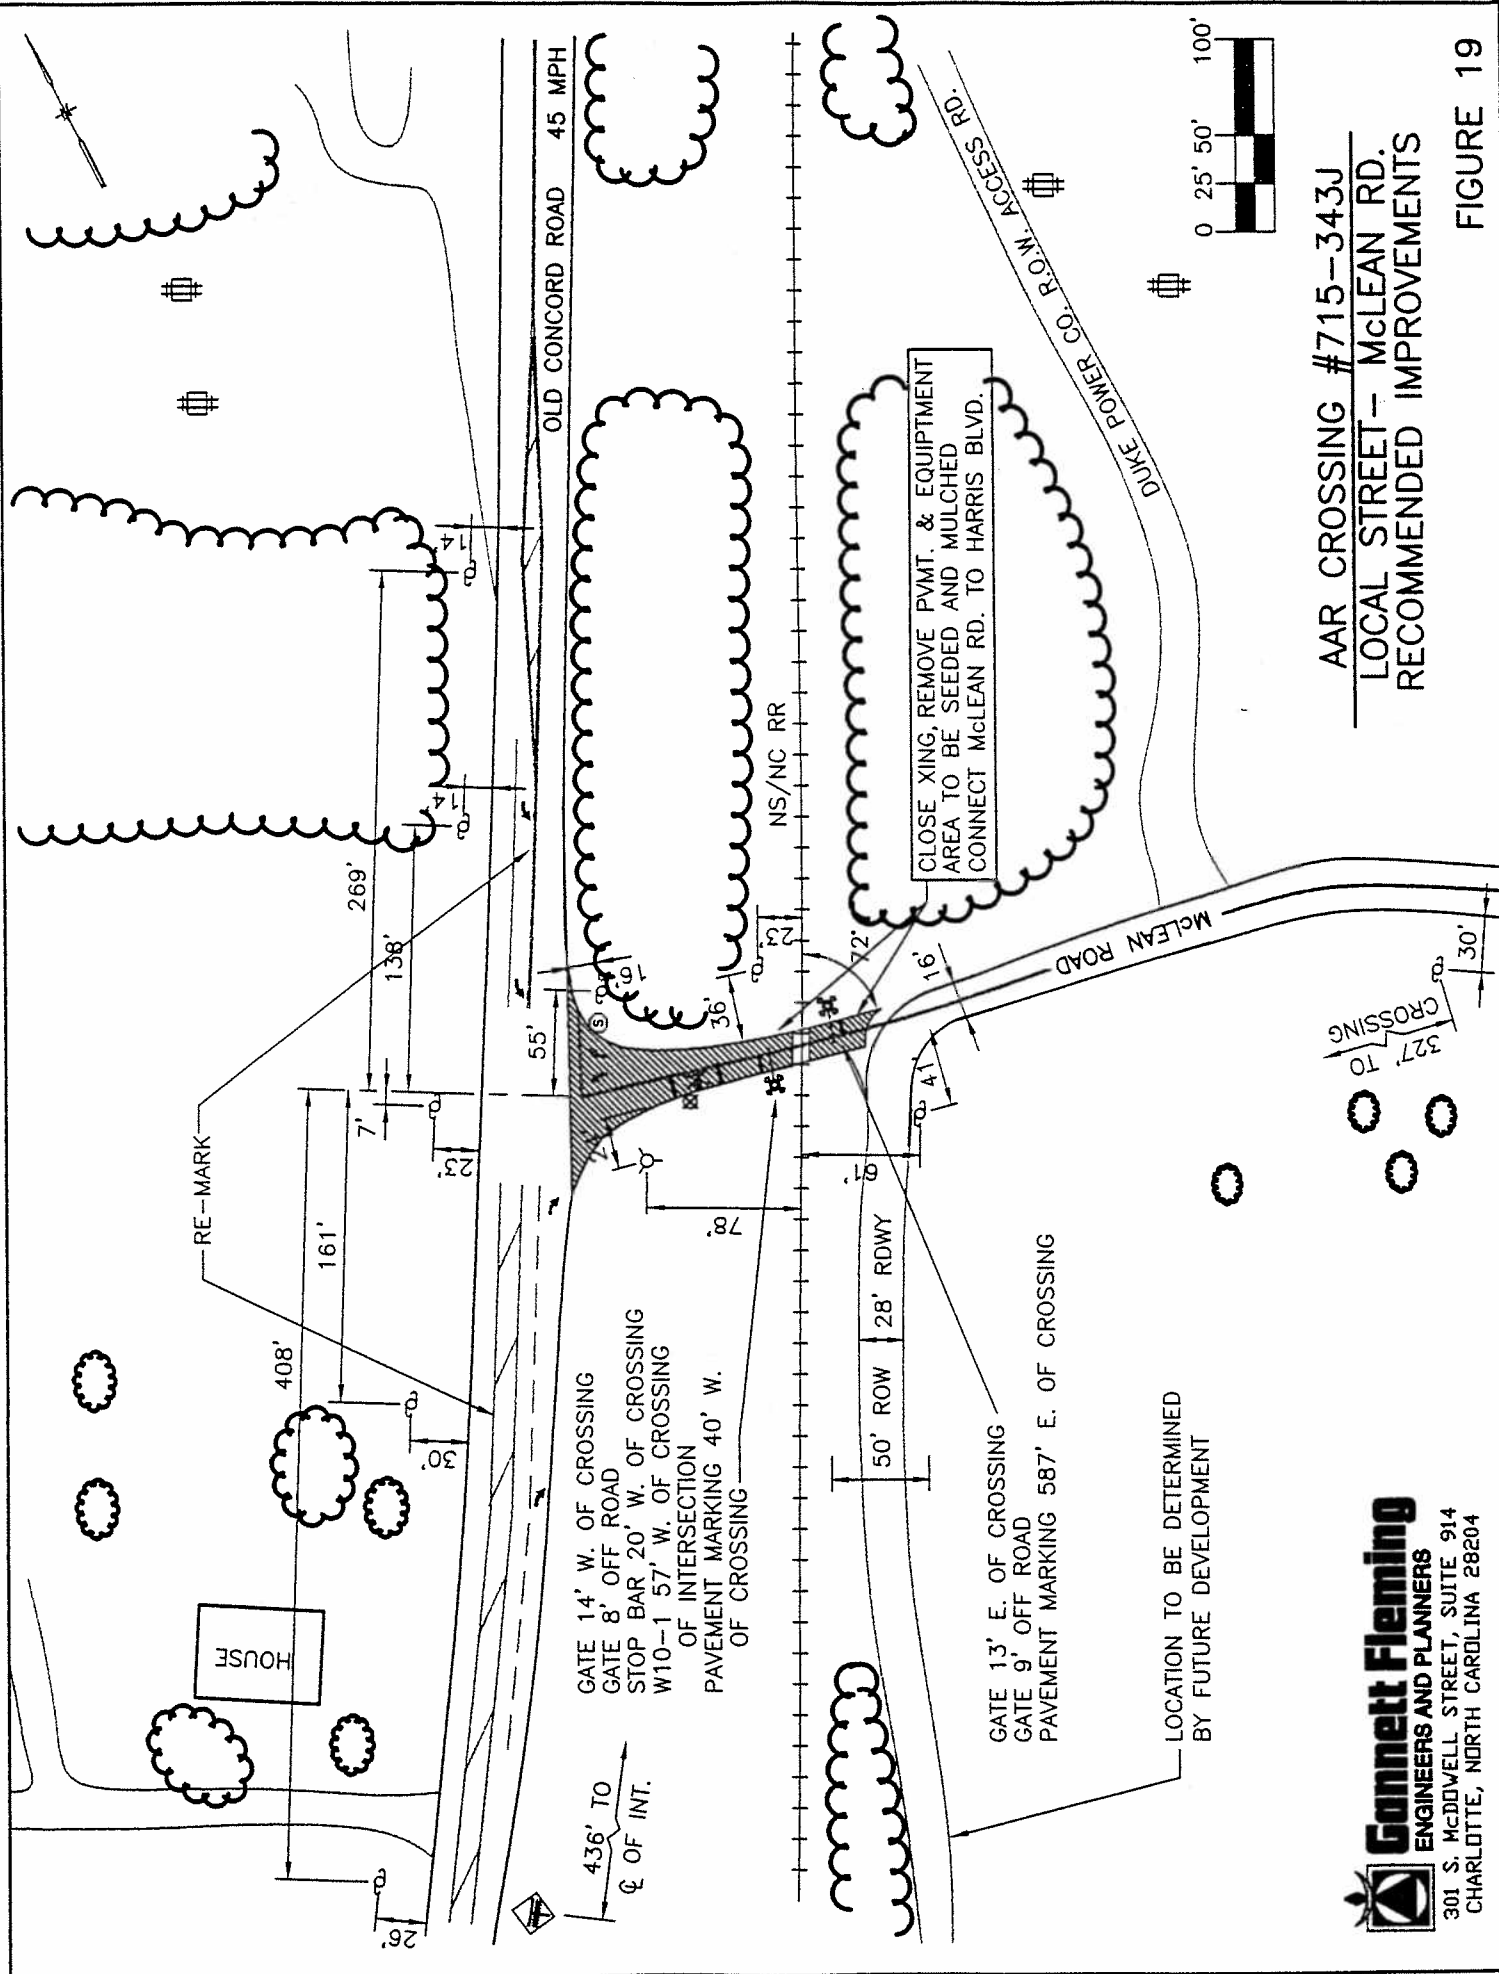 RE-MARK
408'
161'
7'
269'
138'
14'
14'
23'
30'
26'
HOUSE
OLD CONCORD ROAD 45 MPH
55'
16'
S
36'
23'
72°
78'
24'
61'
41'
16'
NS/NC RR
436' TO
℄ OF INT.
GATE 14' W. OF CROSSING
GATE 8' OFF ROAD
STOP BAR 20' W. OF CROSSING
W10-1 57' W. OF CROSSING
OF INTERSECTION
PAVEMENT MARKING 40' W.
OF CROSSING
50' ROW
28' RDWY
GATE 13' E. OF CROSSING
GATE 9' OFF ROAD
PAVEMENT MARKING 587' E. OF CROSSING
LOCATION TO BE DETERMINED
BY FUTURE DEVELOPMENT
CLOSE XING, REMOVE PVMT. & EQUIPTMENT
AREA TO BE SEEDED AND MULCHED
CONNECT McLEAN RD. TO HARRIS BLVD.
DUKE POWER CO. R.O.W. ACCESS RD.
McLEAN ROAD
327' TO
CROSSING
30'
0 25' 50' 100'
AAR CROSSING #715-343J
LOCAL STREET- McLEAN RD.
RECOMMENDED IMPROVEMENTS
FIGURE 19
Gannett Fleming
ENGINEERS AND PLANNERS
301 S. McDOWELL STREET, SUITE 914
CHARLOTTE, NORTH CAROLINA 28204